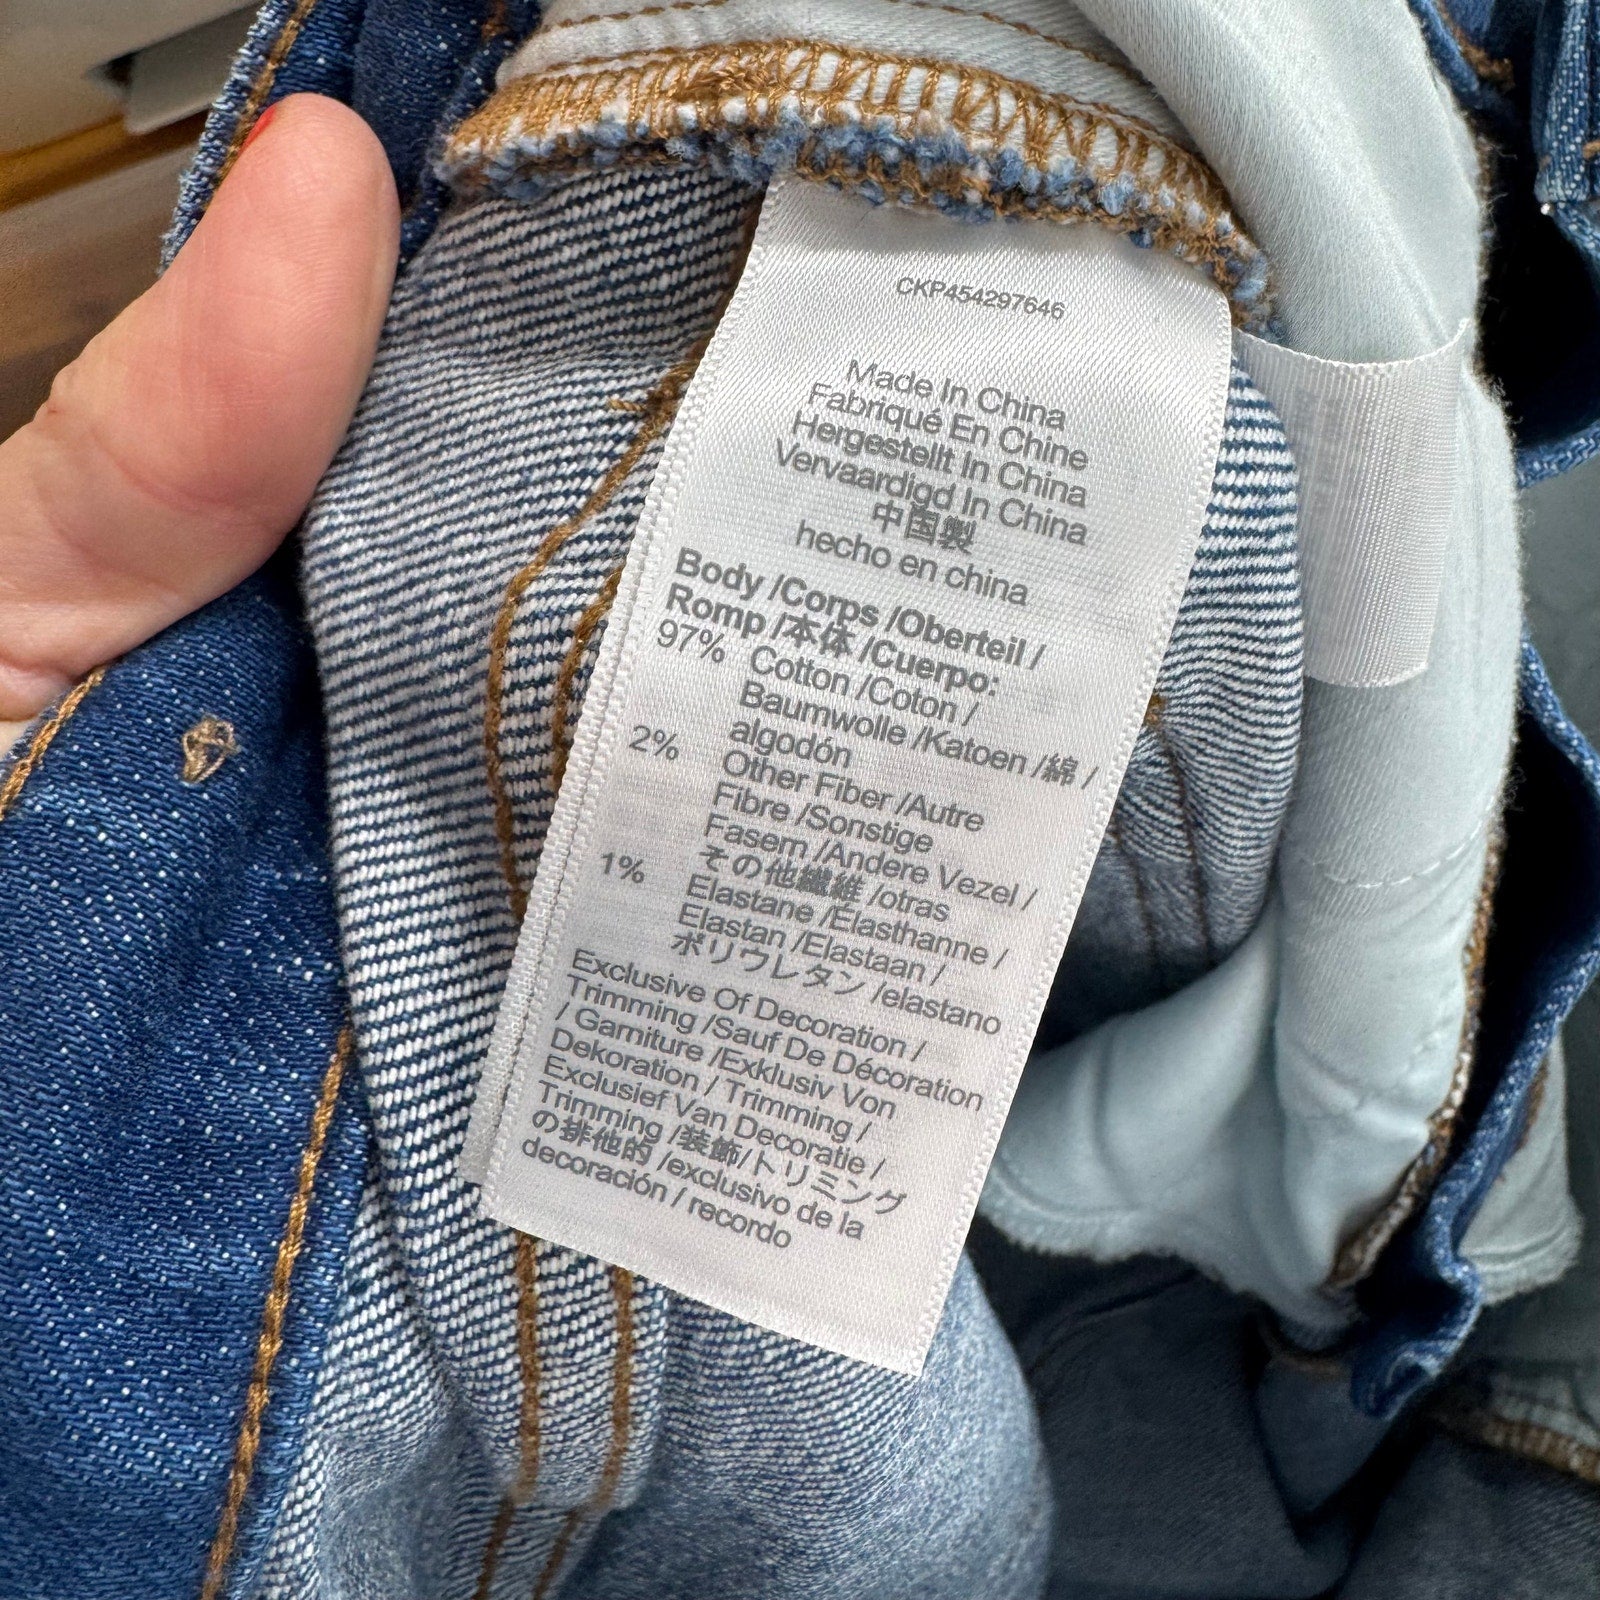 CKP454297646
Made In China
Fabriqué En Chine
Hergestellt In China
Vervaardigd In China
中国製
hecho en china
Body /Corps /Oberteil /
Romp /本体 /Cuerpo:
97% Cotton /Coton /
Baumwolle /Katoen /綿 /
algodón
2% Other Fiber /Autre
Fibre /Sonstige
Fasern /Andere Vezel /
その他繊維 /otras
1% Elastane /Élasthanne /
Elastan /Elastaan /
ポリウレタン /elastano
Exclusive Of Decoration /
Trimming /Sauf De Décoration
/ Garniture /Exklusiv Von
Dekoration / Trimming /
Exclusief Van Decoratie /
Trimming /装飾/トリミング
の排他的 /exclusivo de la
decoración / recordo